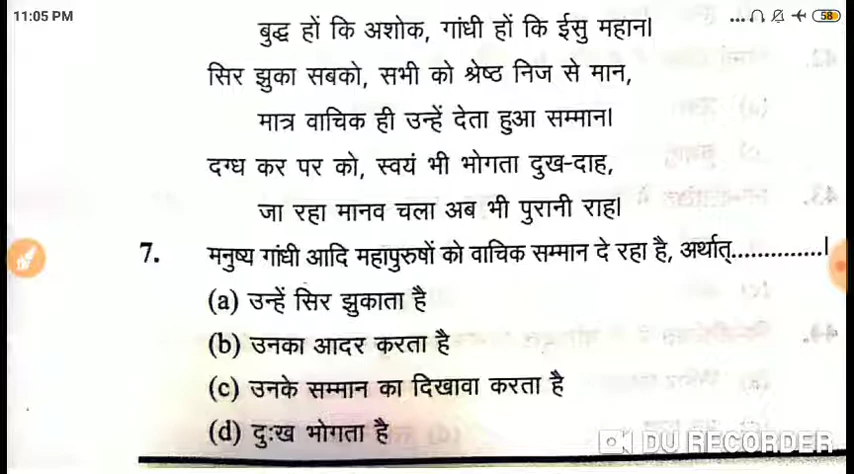 11:05 PM
58
बुद्ध हों कि अशोक, गांधी हों कि ईसु महान।
सिर झुका सबको, सभी को श्रेष्ठ निज से मान,
मात्र वाचिक ही उन्हें देता हुआ सम्मान।
दग्ध कर पर को, स्वयं भी भोगता दुख-दाह,
जा रहा मानव चला अब भी पुरानी राह।
7. मनुष्य गांधी आदि महापुरुषों को वाचिक सम्मान दे रहा है, अर्थात्...............।
(a) उन्हें सिर झुकाता है
(b) उनका आदर करता है
(c) उनके सम्मान का दिखावा करता है
(d) दुःख भोगता है
DU RECORDER